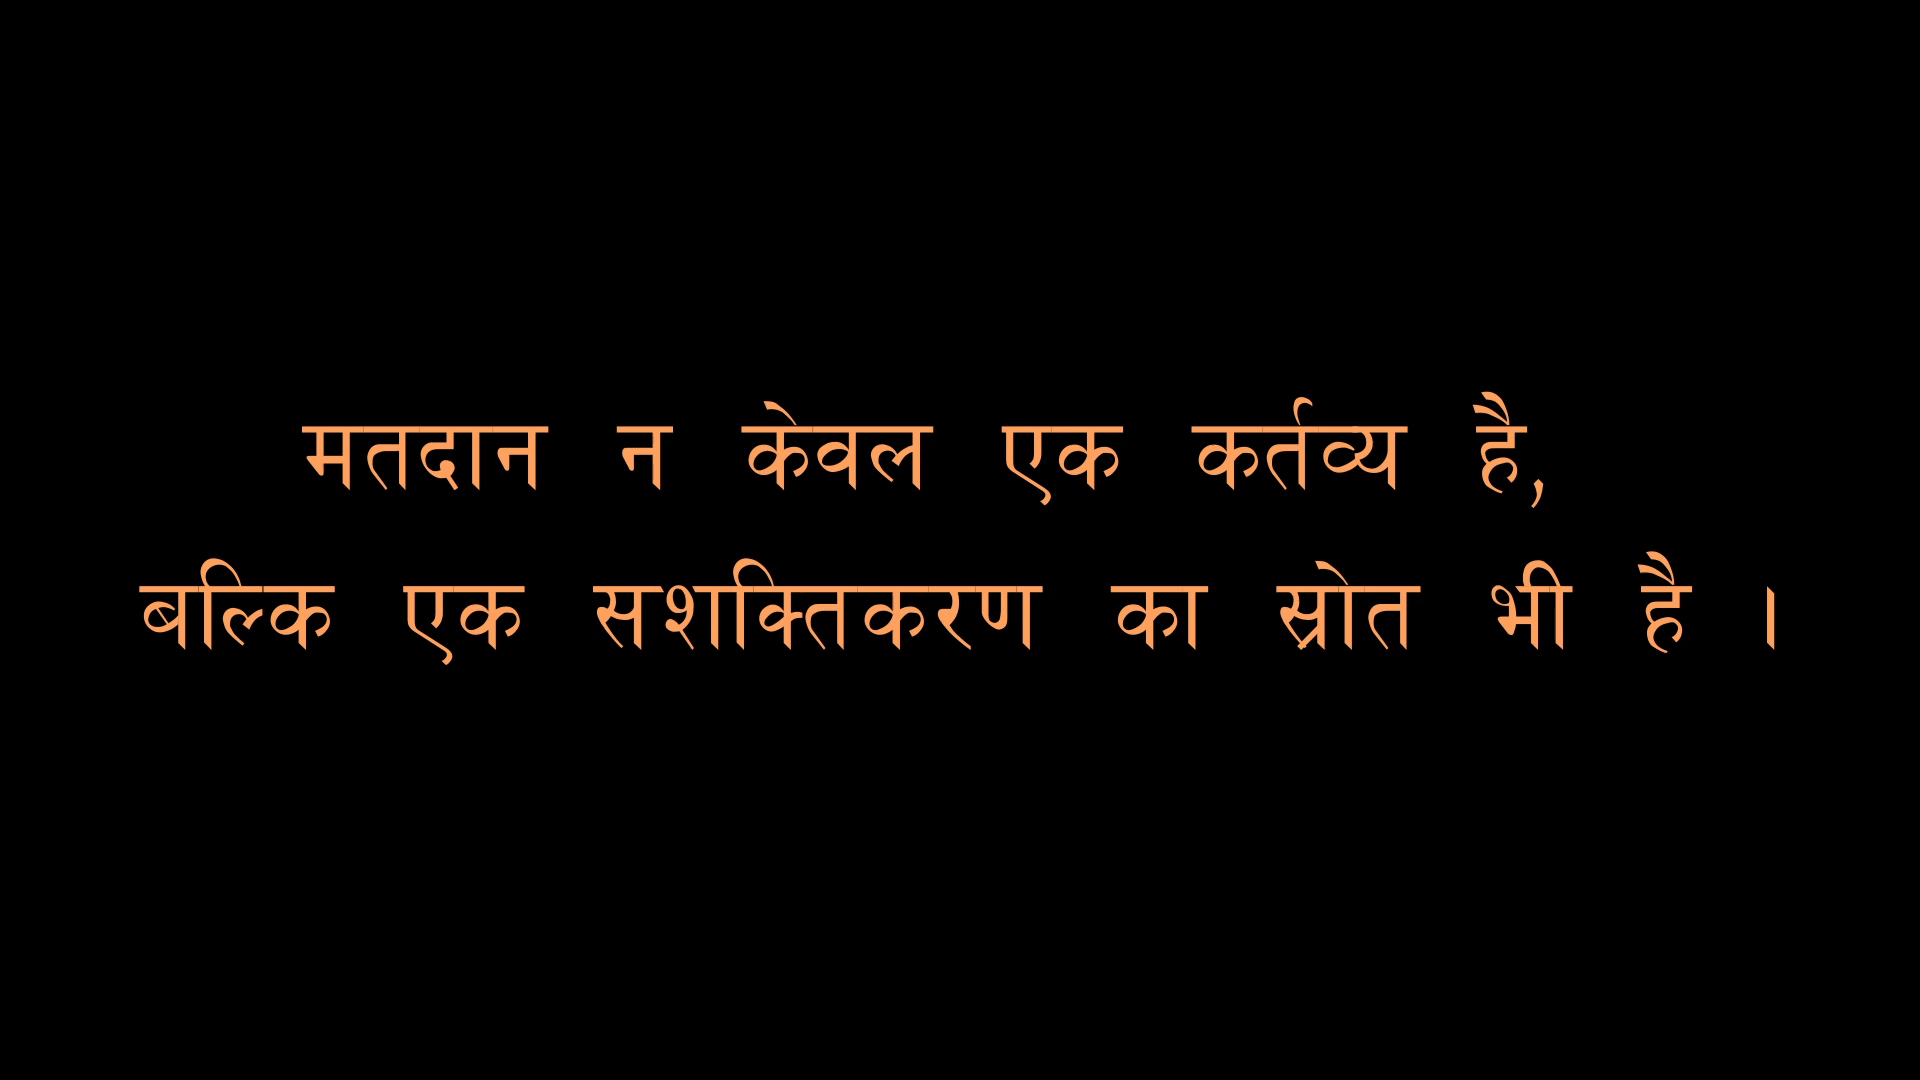 मतदान न केवल एक कर्तव्य है,
बल्कि एक सशक्तिकरण का स्रोत भी है ।